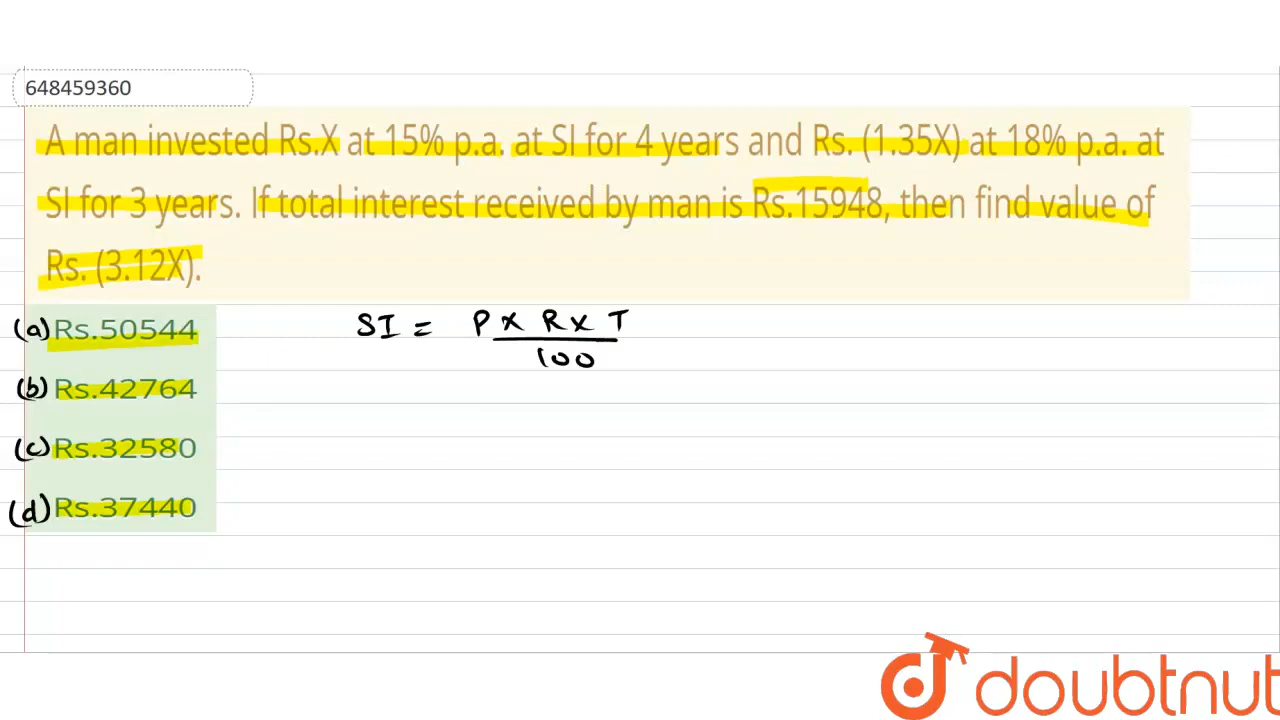 648459360
A man invested Rs.X at 15% p.a. at SI for 4 years and Rs. (1.35X) at 18% p.a. at
SI for 3 years. If total interest received by man is Rs.15948, then find value of
Rs. (3.12X).
(a) Rs.50544
SI = P x R x T
100
(b) Rs.42764
(c) Rs.32580
(d) Rs.37440
doubtnut